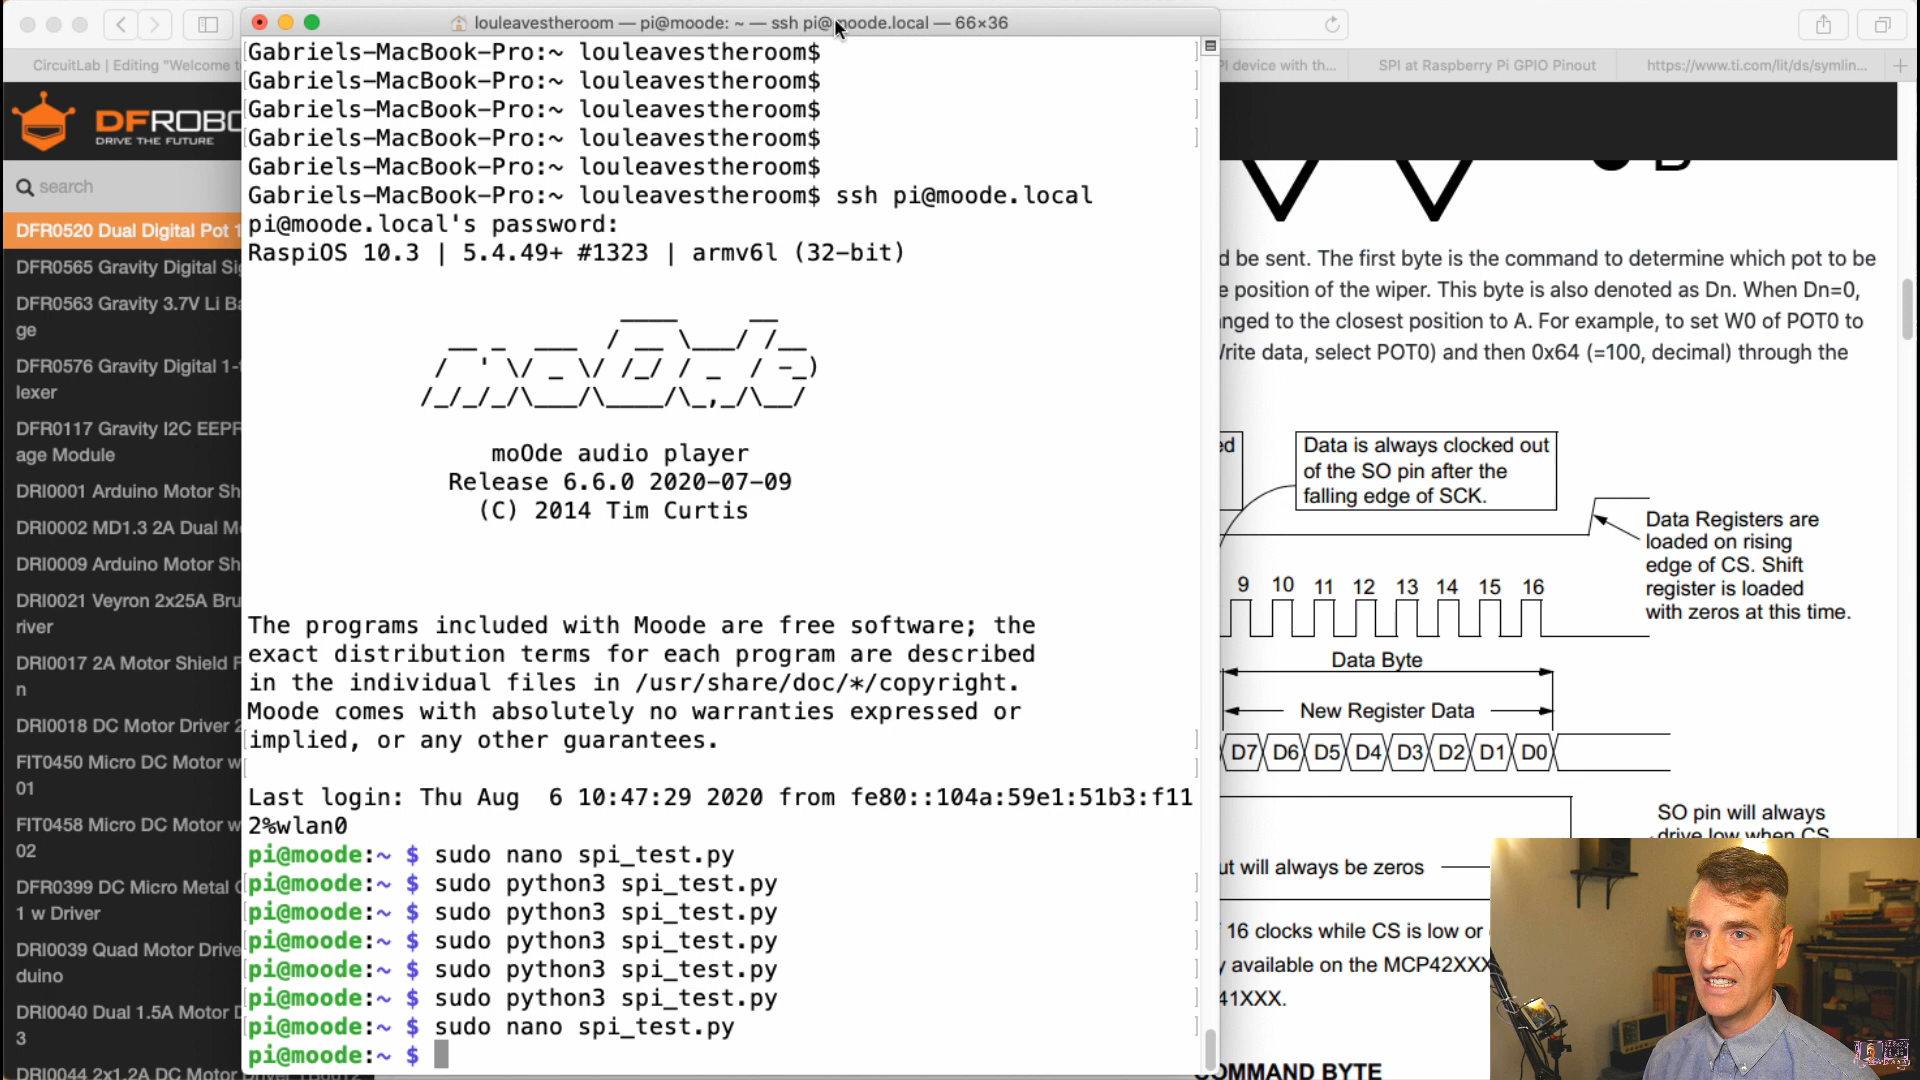 louleavestheroom — pi@moode: ~ — ssh pi@moode.local — 66×36
CircuitLab | Editing "Welcome t
PI device with th...
SPI at Raspberry Pi GPIO Pinout
https://www.ti.com/lit/ds/symlin...
DFROBO
DRIVE THE FUTURE
search
DFR0520 Dual Digital Pot 1
DFR0565 Gravity Digital Sig
DFR0563 Gravity 3.7V Li Ba
ge
DFR0576 Gravity Digital 1-t
lexer
DFR0117 Gravity I2C EEPR
age Module
DRI0001 Arduino Motor Sh
DRI0002 MD1.3 2A Dual Mo
DRI0009 Arduino Motor Sh
DRI0021 Veyron 2x25A Bru
river
DRI0017 2A Motor Shield F
n
DRI0018 DC Motor Driver 2
FIT0450 Micro DC Motor w
01
FIT0458 Micro DC Motor w
02
DFR0399 DC Micro Metal G
1 w Driver
DRI0039 Quad Motor Drive
duino
DRI0040 Dual 1.5A Motor D
3
DRI0044 2x1.2A DC Motor
Gabriels-MacBook-Pro:~ louleavestheroom$
Gabriels-MacBook-Pro:~ louleavestheroom$
Gabriels-MacBook-Pro:~ louleavestheroom$
Gabriels-MacBook-Pro:~ louleavestheroom$
Gabriels-MacBook-Pro:~ louleavestheroom$
Gabriels-MacBook-Pro:~ louleavestheroom$ ssh pi@moode.local
pi@moode.local's password:
RaspiOS 10.3 | 5.4.49+ #1323 | armv6l (32-bit)
moOde audio player
Release 6.6.0 2020-07-09
(C) 2014 Tim Curtis
The programs included with Moode are free software; the
exact distribution terms for each program are described
in the individual files in /usr/share/doc/*/copyright.
Moode comes with absolutely no warranties expressed or
implied, or any other guarantees.
Last login: Thu Aug  6 10:47:29 2020 from fe80::104a:59e1:51b3:f11
2%wlan0
pi@moode:~ $ sudo nano spi_test.py
pi@moode:~ $ sudo python3 spi_test.py
pi@moode:~ $ sudo python3 spi_test.py
pi@moode:~ $ sudo python3 spi_test.py
pi@moode:~ $ sudo python3 spi_test.py
pi@moode:~ $ sudo python3 spi_test.py
pi@moode:~ $ sudo nano spi_test.py
pi@moode:~ $
d be sent. The first byte is the command to determine which pot to be
e position of the wiper. This byte is also denoted as Dn. When Dn=0,
nged to the closest position to A. For example, to set W0 of POT0 to
rite data, select POT0) and then 0x64 (=100, decimal) through the
ed
Data is always clocked out
of the SO pin after the
falling edge of SCK.
Data Registers are
loaded on rising
edge of CS. Shift
register is loaded
with zeros at this time.
9 10 11 12 13 14 15 16
Data Byte
New Register Data
D7 D6 D5 D4 D3 D2 D1 D0
SO pin will always
drive low when CS
ut will always be zeros
16 clocks while CS is low or
y available on the MCP42XXX
41XXX.
COMMAND BYTE